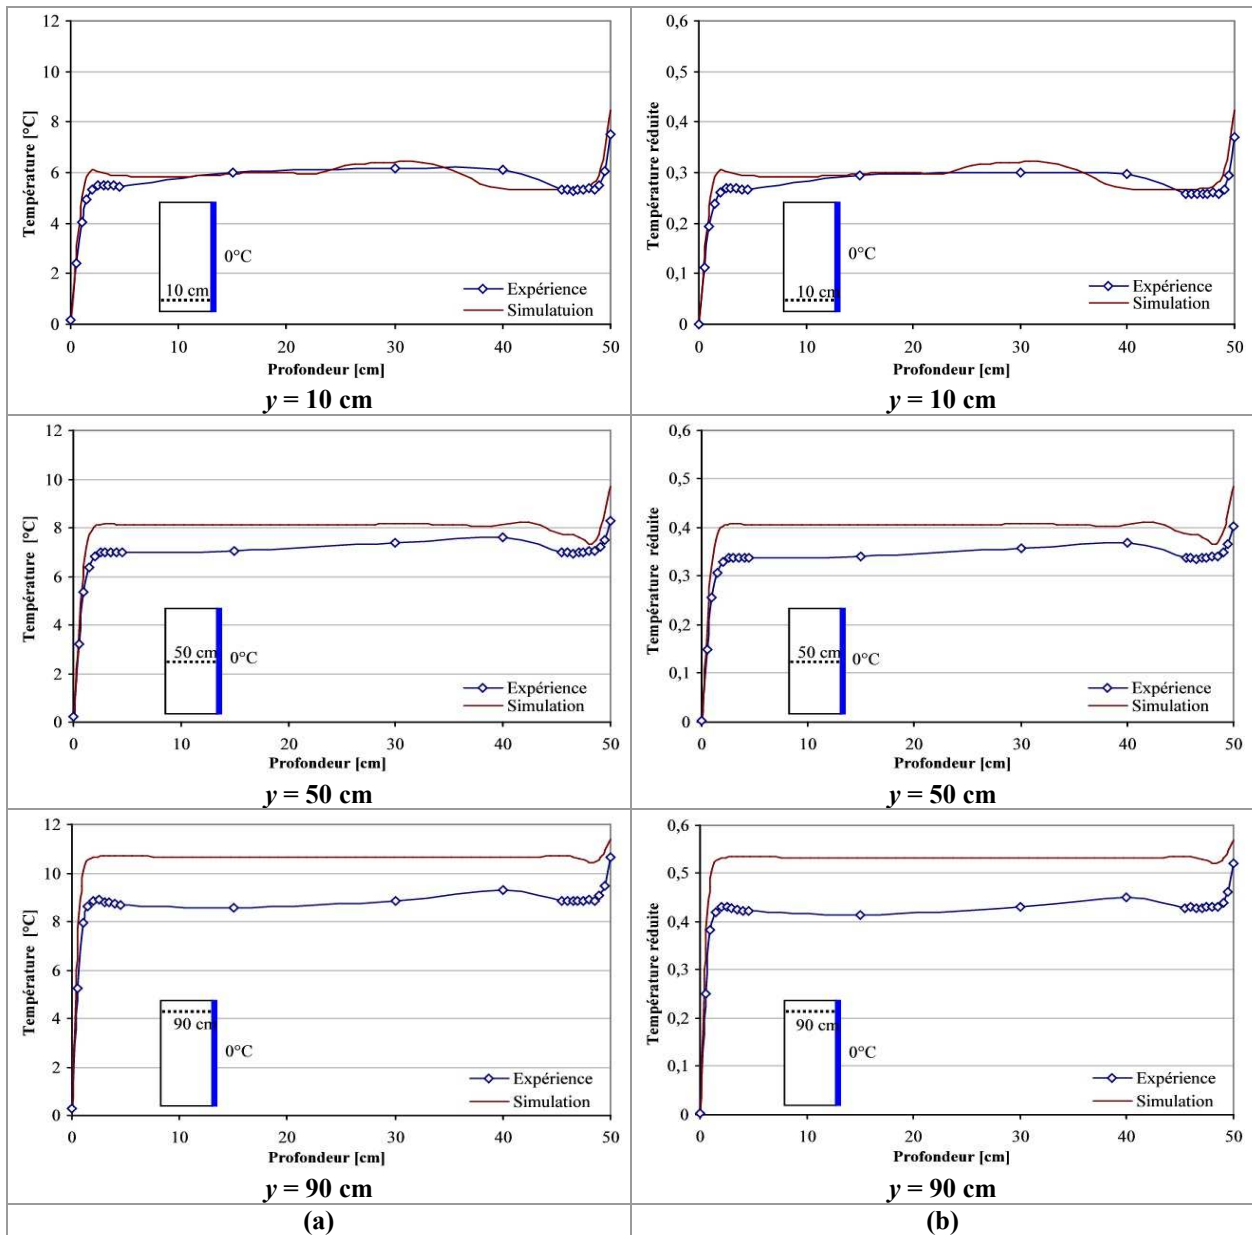 12
10
8
6
4
2
0
Température [°C]
10 cm
0°C
Expérience
Simulatuion
0 10 20 30 40 50
Profondeur [cm]
y = 10 cm
0,6
0,5
0,4
0,3
0,2
0,1
0
Température réduite
10 cm
0°C
Expérience
Simulation
0 10 20 30 40 50
Profondeur [cm]
y = 10 cm
12
10
8
6
4
2
0
Température [°C]
50 cm
0°C
Expérience
Simulation
0 10 20 30 40 50
Profondeur [cm]
y = 50 cm
0,6
0,5
0,4
0,3
0,2
0,1
0
Température réduite
50 cm
0°C
Expérience
Simulation
0 10 20 30 40 50
Profondeur [cm]
y = 50 cm
12
10
8
6
4
2
0
Température [°C]
90 cm
0°C
Expérience
Simulation
0 10 20 30 40 50
Profondeur [cm]
y = 90 cm
0,6
0,5
0,4
0,3
0,2
0,1
0
Température réduite
90 cm
0°C
Expérience
Simulation
0 10 20 30 40 50
Profondeur [cm]
y = 90 cm
(a)
(b)